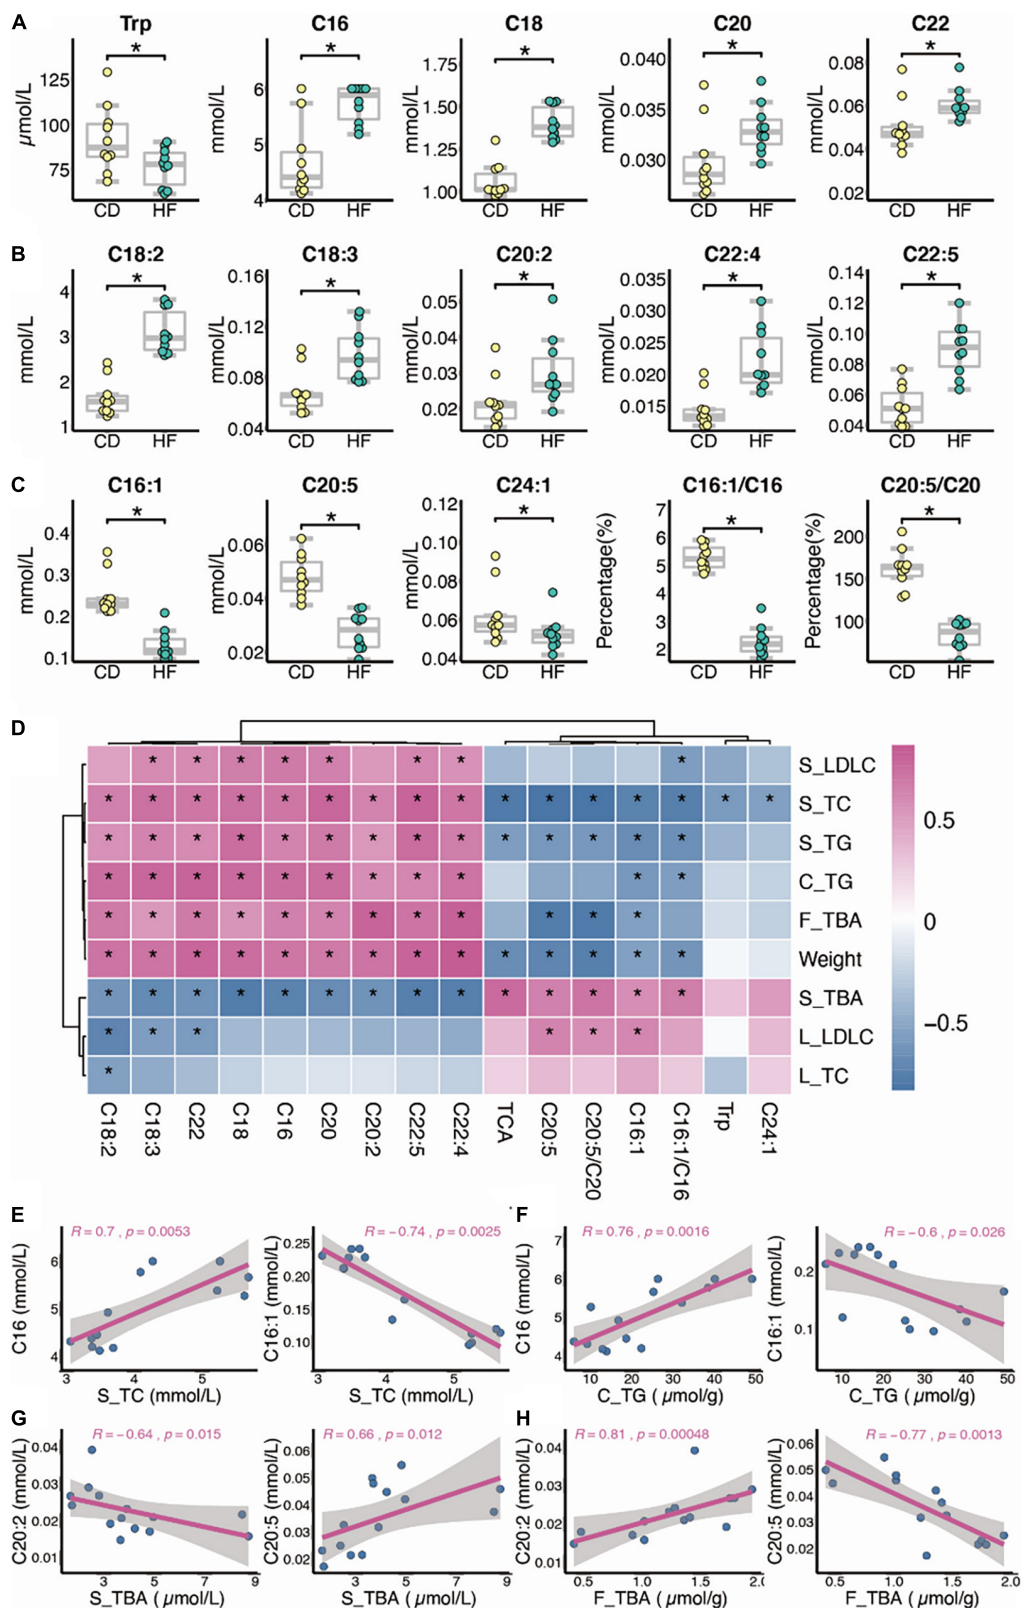 A
Trp
C16
C18
C20
C22
µmol/L
125
100
75
CD
HF
*
mmol/L
6
5
4
CD
HF
*
mmol/L
1.75
1.50
1.25
1.00
CD
HF
*
mmol/L
0.040
0.035
0.030
CD
HF
*
mmol/L
0.08
0.06
0.04
0.02
CD
HF
*
B
C18:2
C18:3
C20:2
C22:4
C22:5
mmol/L
4
3
2
1
CD
HF
*
mmol/L
0.16
0.12
0.08
0.04
CD
HF
*
mmol/L
0.05
0.04
0.03
0.02
CD
HF
*
mmol/L
0.035
0.030
0.025
0.020
0.015
CD
HF
*
mmol/L
0.14
0.12
0.10
0.08
0.06
0.04
CD
HF
*
C
C16:1
C20:5
C24:1
C16:1/C16
C20:5/C20
mmol/L
0.4
0.3
0.2
0.1
CD
HF
*
mmol/L
0.06
0.04
0.02
CD
HF
*
mmol/L
0.12
0.10
0.08
0.06
0.04
CD
HF
*
Percentage(%)
7
6
5
4
3
2
CD
HF
*
Percentage(%)
200
150
100
CD
HF
*
D
* * * * * * * * * S_LDLC
* * * * * * * * * * * * * * * * S_TC
* * * * * * * * * * * * * * S_TG
* * * * * * * * * * * C_TG
* * * * * * * * * * * * F_TBA
* * * * * * * * * * * * * * Weight
* * * * * * * * * * * * * * S_TBA
* * * * * * L_LDLC
* L_TC
0.5
0
−0.5
C18:2
C18:3
C22
C18
C16
C20
C20:2
C22:5
C22:4
TCA
C20:5
C20:5/C20
C16:1
C16:1/C16
Trp
C24:1
E
R = 0.7 , p = 0.0053
C16 (mmol/L)
6
5
4
3 4 5
S_TC (mmol/L)
R = − 0.74 , p = 0.0025
C16:1 (mmol/L)
0.25
0.20
0.15
0.10
3 4 5
S_TC (mmol/L)
F
R = 0.76 , p = 0.0016
C16 (mmol/L)
7
6
5
4
10 20 30 40 50
C_TG ( µmol/g)
R = − 0.6 , p = 0.026
C16:1 (mmol/L)
0.2
0.1
10 20 30 40 50
C_TG ( µmol/g)
G
R = − 0.64 , p = 0.015
C20:2 (mmol/L)
0.04
0.03
0.02
0.01
3 5 7 9
S_TBA ( µmol/L)
R = 0.66 , p = 0.012
C20:5 (mmol/L)
0.06
0.05
0.04
0.03
0.02
3 5 7 9
S_TBA ( µmol/L)
H
R = 0.81 , p = 0.00048
C20:2 (mmol/L)
0.04
0.03
0.02
0.01
0.5 1.0 1.5
F_TBA ( µmol/g)
R = − 0.77 , p = 0.0013
C20:5 (mmol/L)
0.06
0.05
0.04
0.03
0.02
0.5 1.0 1.5 2.0
F_TBA ( µmol/g)